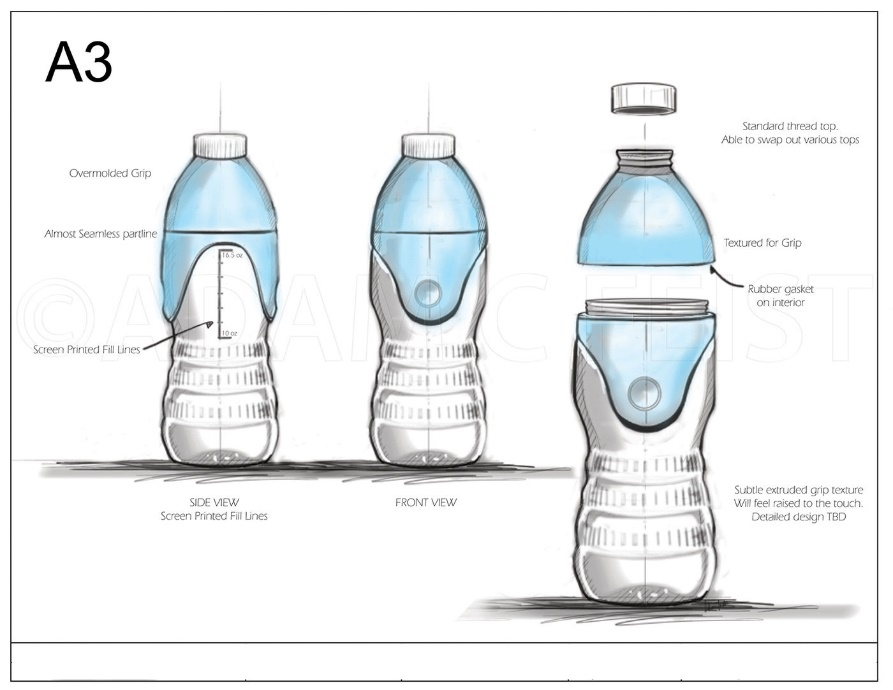 A3
Standard thread top.
Able to swap out various tops
Overmolded Grip
Almost Seamless partline
Textured for Grip
16.5 oz
Rubber gasket
on interior
©ADAM C FEIST
10 oz
Screen Printed Fill Lines
SIDE VIEW
Screen Printed Fill Lines
FRONT VIEW
Subtle extruded grip texture
Will feel raised to the touch.
Detailed design TBD